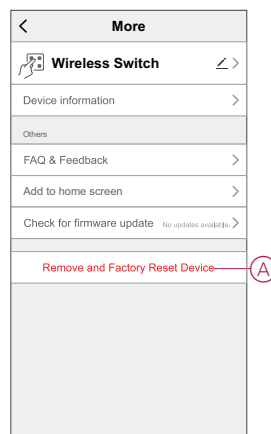 More
Wireless Switch
Device information
Others
FAQ & Feedback
Add to home screen
Check for firmware update No updates available.
Remove and Factory Reset Device
A